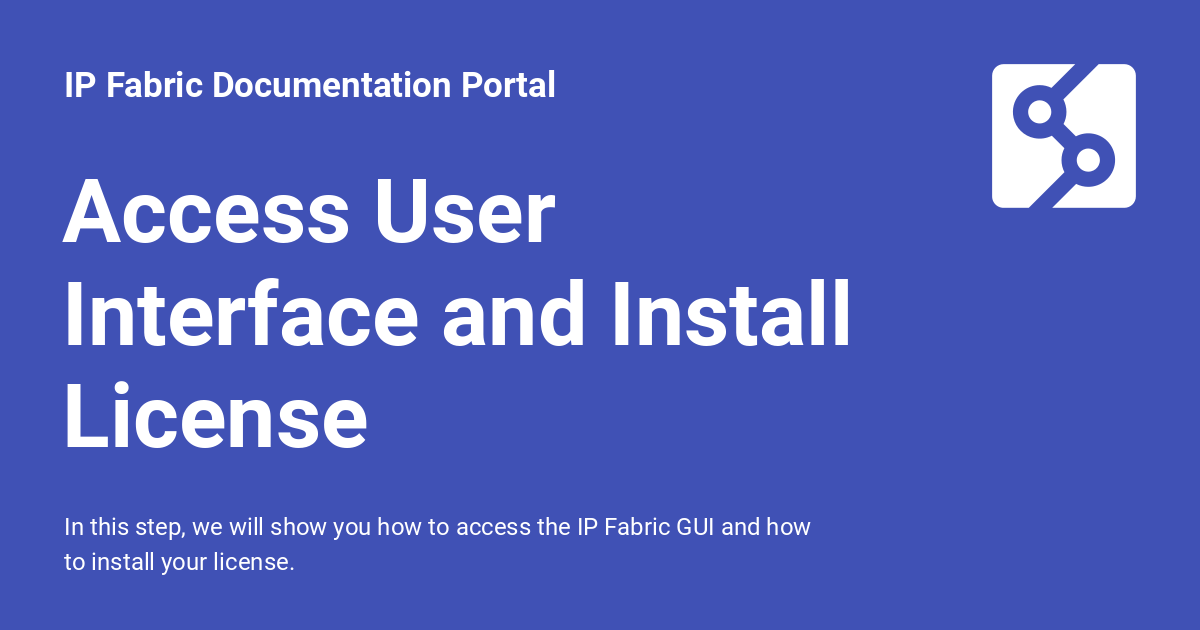 IP Fabric Documentation Portal
Access User
Interface and Install
License
In this step, we will show you how to access the IP Fabric GUI and how
to install your license.